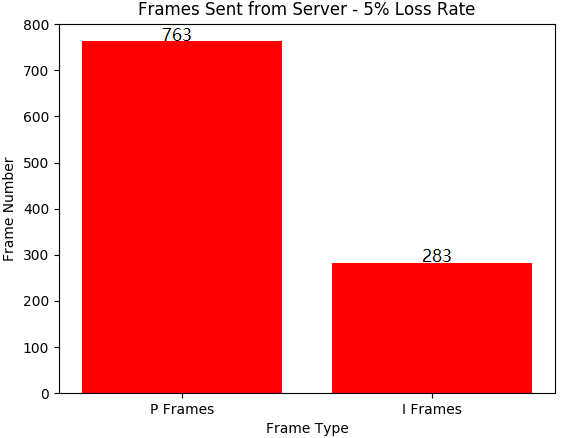 Frames Sent from Server - 5% Loss Rate
800
700
600
500
400
300
200
100
0
Frame Number
763
283
P Frames
I Frames
Frame Type